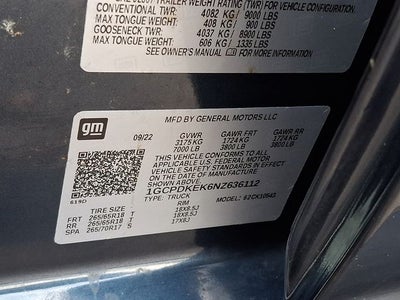 TRAILER WEIGHT RATING (TWR) FOR VEHICLE CONFIGURATION
CONVENTIONAL TWR: 4082 KG / 9000 LBS
MAX TONGUE WEIGHT: 408 KG / 900 LBS
GOOSENECK TWR: 4037 KG / 8900 LBS
MAX TONGUE WEIGHT: 606 KG / 1335 LBS
SEE OWNER'S MANUAL FOR MORE INFORMATION
gm
MFD BY GENERAL MOTORS LLC
09/22 GVWR GAWR FRT GAWR RR
3175 KG 1724 KG 1724 KG
7000 LB 3800 LB 3800 LB
THIS VEHICLE CONFORMS TO ALL
APPLICABLE U.S. FEDERAL MOTOR
VEHICLE SAFETY STANDARDS IN EFFECT
ON THE DATE OF MANUFACTURE SHOWN ABOVE.
1GCPDKEK6NZ636112
TYPE: TRUCK
TIRE SIZE RIM
FRT 265/65R18 T 18X8.5J
RR 265/65R18 T 18X8.5J
SPA 265/70R17 S 17X8J